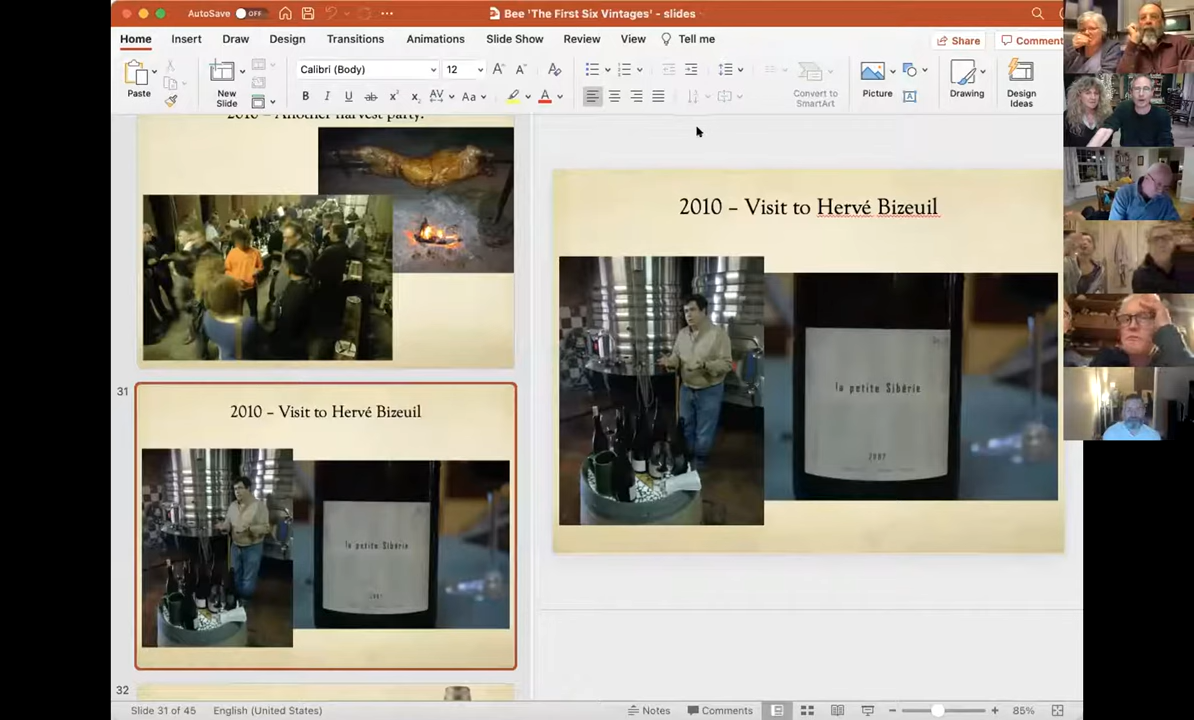 AutoSave OFF
Bee 'The First Six Vintages' - slides
Home Insert Draw Design Transitions Animations Slide Show Review View Tell me
Share
Comment
Paste
New Slide
Calibri (Body) 12
Convert to SmartArt
Picture
Drawing
Design Ideas
2010 – Another harvest party.
31
2010 – Visit to Hervé Bizeuil
la petite Sibérie
2007
32
2010 – Visit to Hervé Bizeuil
la petite Sibérie
2007
Slide 31 of 45 English (United States) Notes Comments 85%